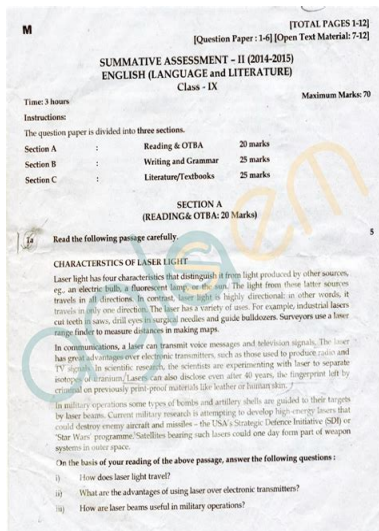 M
[TOTAL PAGES 1-12]
[Question Paper : 1-6] [Open Text Material: 7-12]
SUMMATIVE ASSESSMENT – II (2014-2015)
ENGLISH (LANGUAGE and LITERATURE)
Class - IX
Time: 3 hours Maximum Marks: 70
Instructions:
The question paper is divided into three sections.
Section A : Reading & OTBA 20 marks
Section B : Writing and Grammar 25 marks
Section C : Literature/Textbooks 25 marks
SECTION A
(READING& OTBA: 20 Marks)
1a Read the following passage carefully. 5
CHARACTERSTICS OF LASER LIGHT
Laser light has four characteristics that distinguish it from light produced by other sources,
eg., an electric bulb, a fluorescent lamp or the sun. The light from these latter sources
travels in all directions. In contrast, laser light is highly directional: in other words, it
travels in only one direction. The laser has a variety of uses. For example, industrial lasers
cut teeth in saws, drill eyes in surgical needles and guide bulldozers. Surveyors use a laser
range finder to measure distances in making maps.
In communications, a laser can transmit voice messages and television signals. The laser
has great advantages over electronic transmitters, such as those used to produce radio and
TV signals. In scientific research, the scientists are experimenting with laser to separate
isotopes of uranium. Lasers can also disclose even after 40 years, the fingerprint left by
criminal on previously print-proof materials like leather or human skin.
In military operations some types of bombs and artillery shells are guided to their targets
by laser beams. Current military research is attempting to develop high-energy lasers that
could destroy enemy aircraft and missiles – the USA's Strategic Defence Initiative (SDI) or
'Star Wars' programme. Satellites bearing such lasers could one day form part of weapon
systems in outer space.
On the basis of your reading of the above passage, answer the following questions :
i) How does laser light travel?
ii) What are the advantages of using laser over electronic transmitters?
iii) How are laser beams useful in military operations?